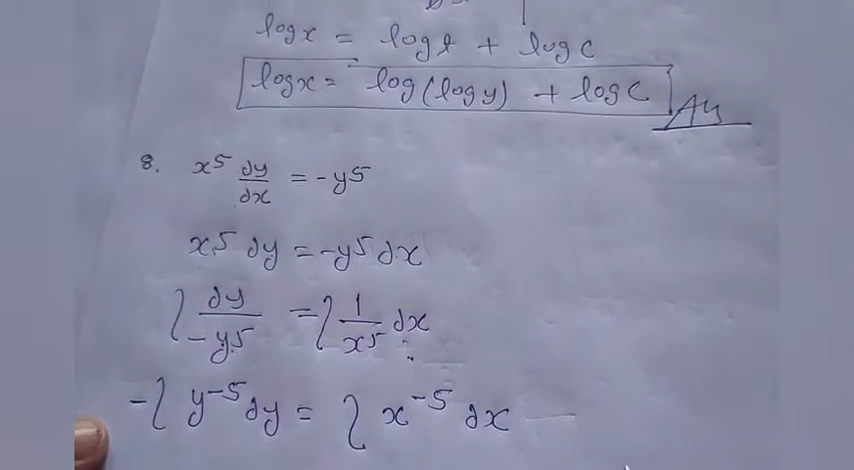 log x = log t + log c
log x = log(log y) + log c Ans
8. x⁵ dy/dx = -y⁵
x⁵ dy = -y⁵ dx
∫ dy/-y⁵ = ∫ 1/x⁵ dx
-∫ y⁻⁵ dy = ∫ x⁻⁵ dx